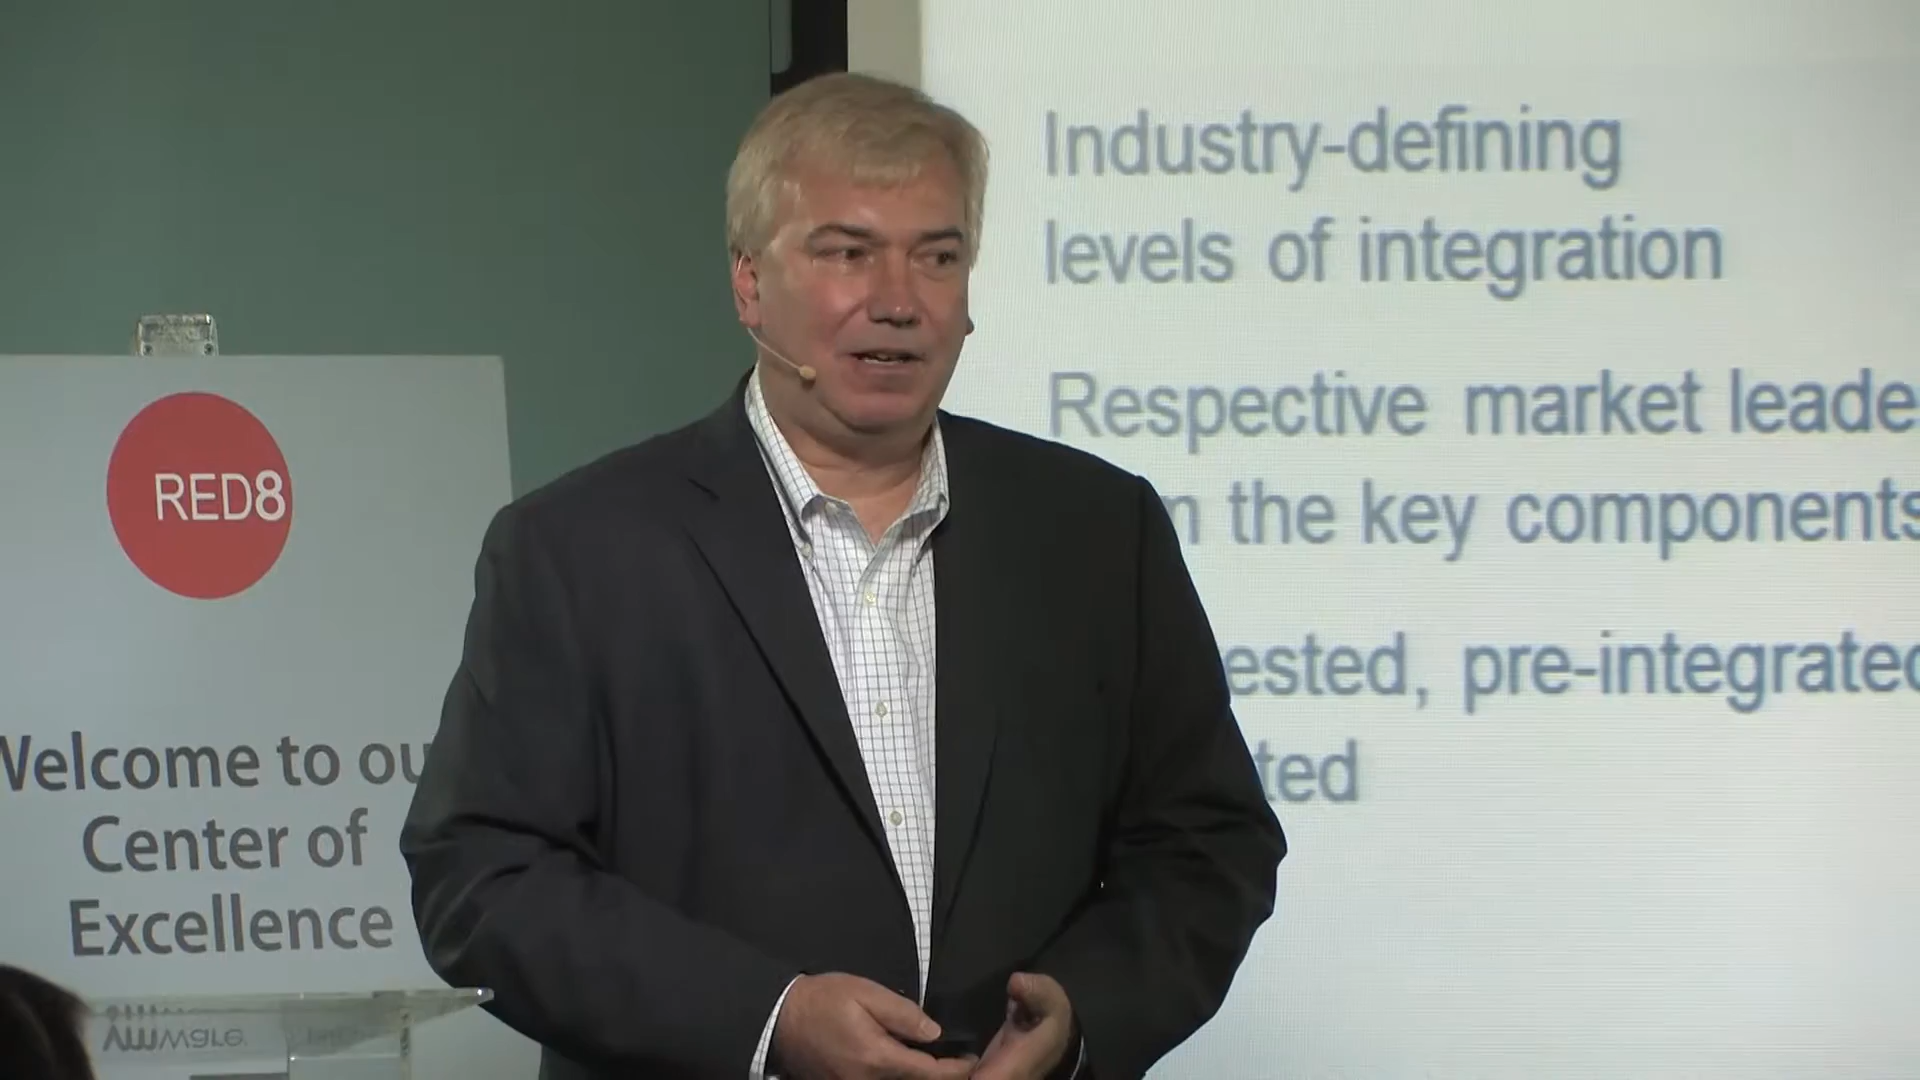 RED8
Welcome to ou
Center of
Excellence
vmware
Industry-defining
levels of integration
Respective market leade
n the key components
ested, pre-integrated
ted